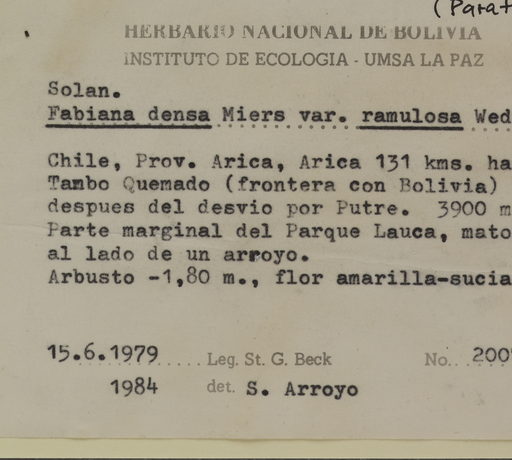 (Parat
HERBARIO NACIONAL DE BOLIVIA
INSTITUTO DE ECOLOGIA - UMSA LA PAZ
Solan.
Fabiana densa Miers var. ramulosa Wed
Chile, Prov. Arica, Arica 131 kms. ha
Tambo Quemado (frontera con Bolivia)
despues del desvio por Putre. 3900 m
Parte marginal del Parque Lauca, mato
al lado de un arroyo.
Arbusto -1,80 m., flor amarilla-sucia
15.6.1979 ..... Leg. St. G. Beck No. 200
1984 det. S. Arroyo